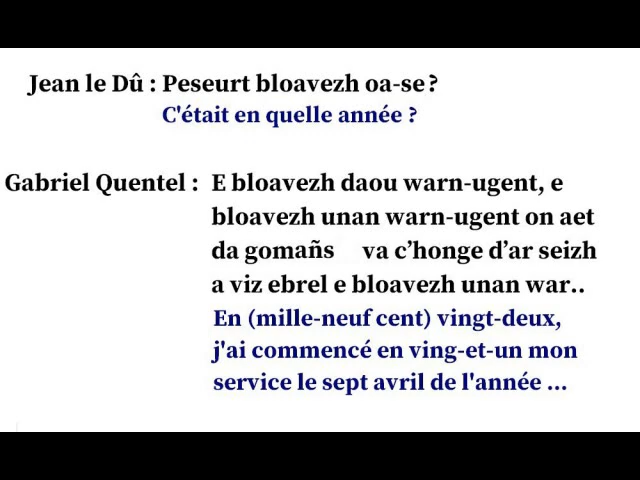 Jean le Dû : Peseurt bloavezh oa-se?
C'était en quelle année ?
Gabriel Quentel : E bloavezh daou warn-ugent, e
bloavezh unan warn-ugent on aet
da gomañs va c’honge d’ar seizh
a viz ebrel e bloavezh unan war..
En (mille-neuf cent) vingt-deux,
j'ai commencé en ving-et-un mon
service le sept avril de l'année ...